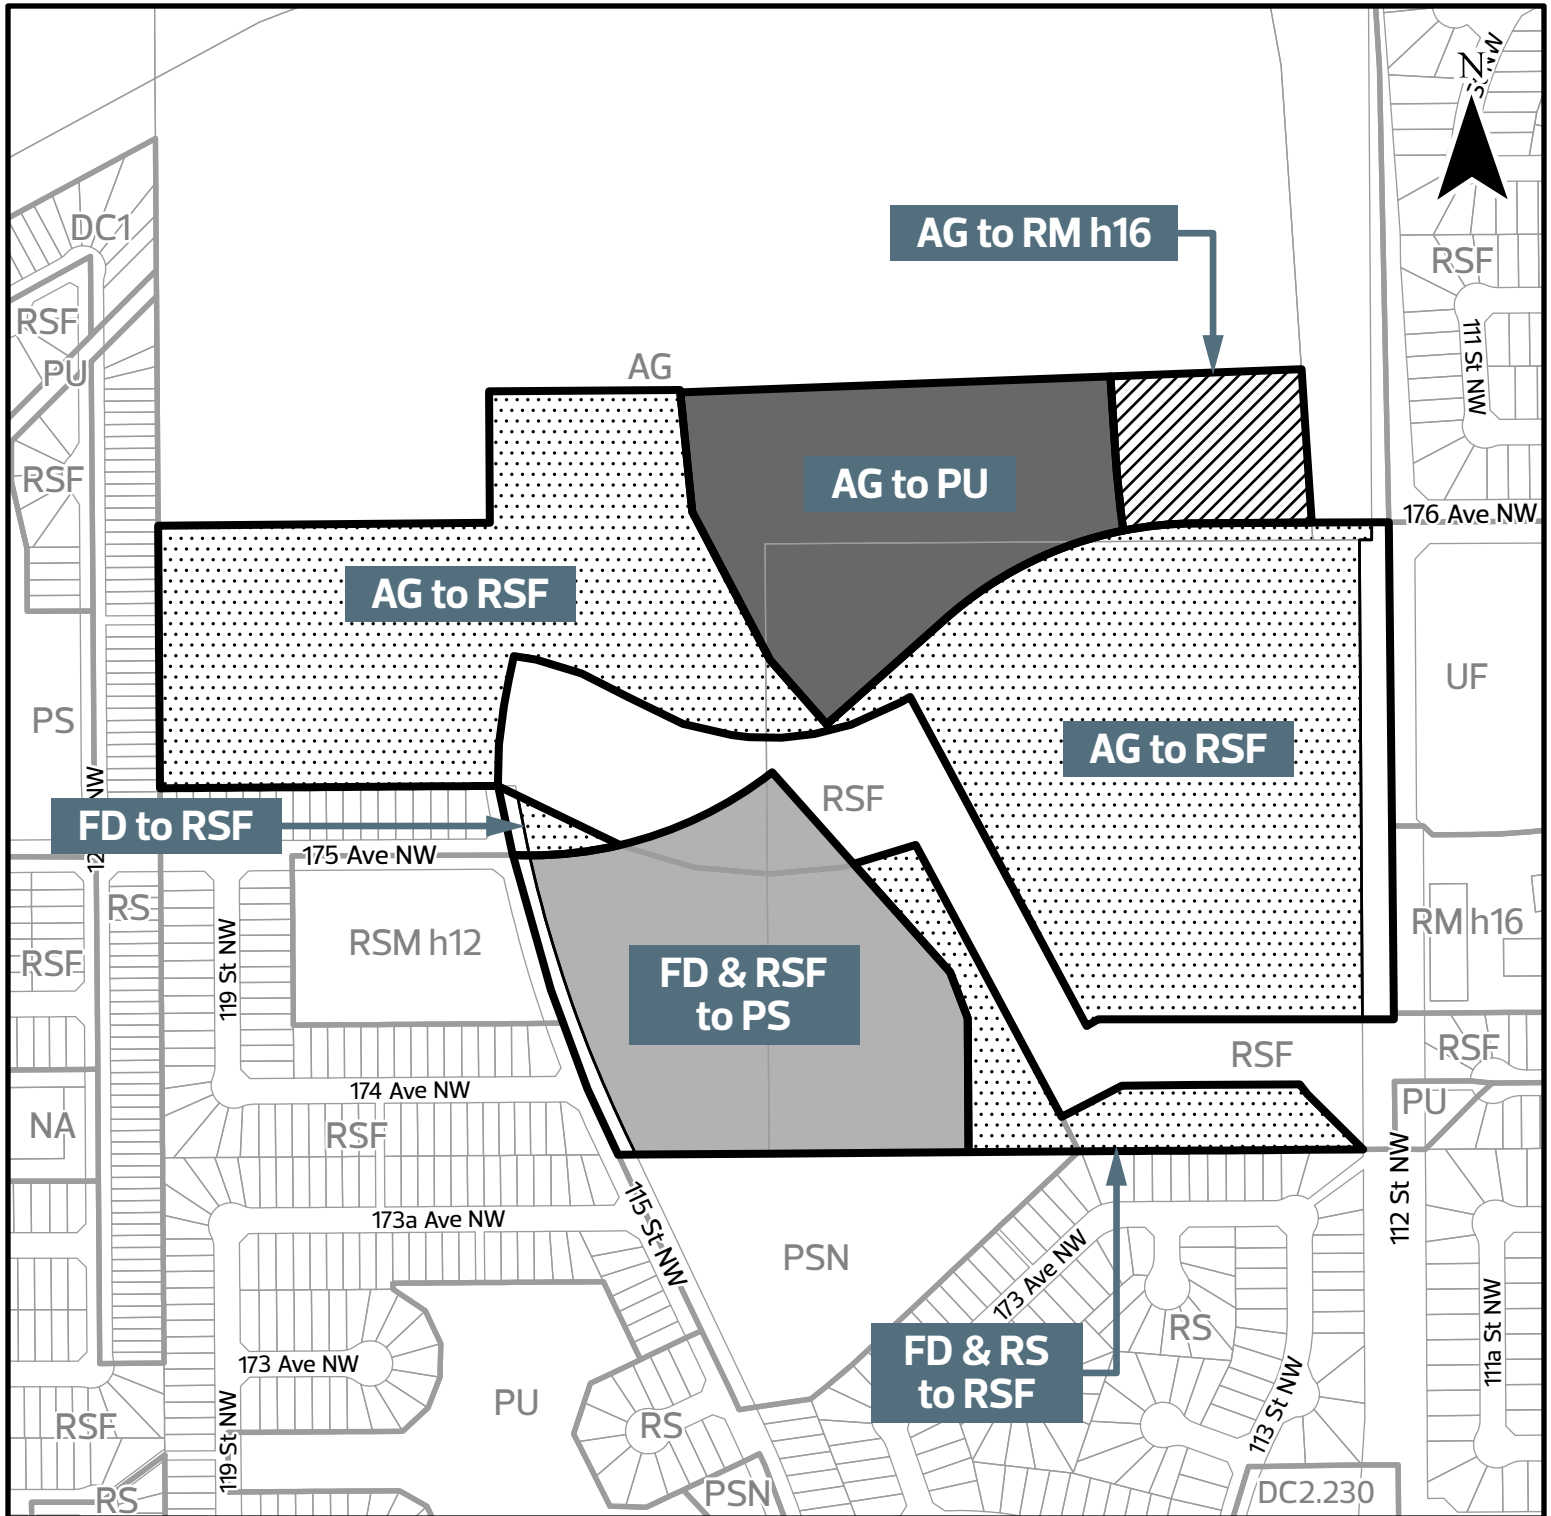 N
DC1
AG to RM h16
RSF
RSF
111 St NW
PU
AG
RSF
AG to PU
176 Ave NW
AG to RSF
UF
PS
AG to RSF
RSF
FD to RSF
175 Ave NW
RS
RSM h12
RM h16
RSF
119 St NW
FD & RSF
to PS
RSF
RSF
174 Ave NW
PU
NA
RSF
112 St NW
173a Ave NW
115 St NW
PSN
173 Ave NW
RS
111a St NW
FD & RS
to RSF
173 Ave NW
PU
113 St NW
RSF
RS
119 St NW
RS
PSN
DC2.230